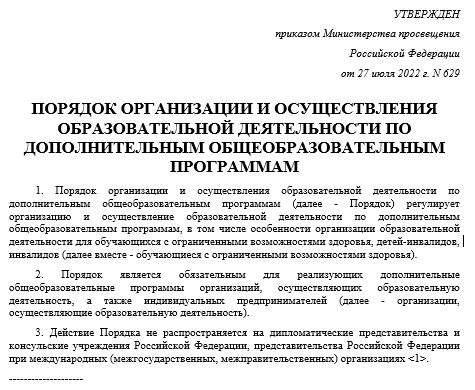 УТВЕРЖДЕН
приказом Министерства просвещения
Российской Федерации
от 27 июля 2022 г. N 629
ПОРЯДОК ОРГАНИЗАЦИИ И ОСУЩЕСТВЛЕНИЯ
ОБРАЗОВАТЕЛЬНОЙ ДЕЯТЕЛЬНОСТИ ПО
ДОПОЛНИТЕЛЬНЫМ ОБЩЕОБРАЗОВАТЕЛЬНЫМ
ПРОГРАММАМ
1. Порядок организации и осуществления образовательной деятельности по
дополнительным общеобразовательным программам (далее - Порядок) регулирует
организацию и осуществление образовательной деятельности по дополнительным
общеобразовательным программам, в том числе особенности организации образовательной
деятельности для обучающихся с ограниченными возможностями здоровья, детей-инвалидов,
инвалидов (далее вместе - обучающиеся с ограниченными возможностями здоровья).
2. Порядок является обязательным для реализующих дополнительные
общеобразовательные программы организаций, осуществляющих образовательную
деятельность, а также индивидуальных предпринимателей (далее - организации,
осуществляющие образовательную деятельность).
3. Действие Порядка не распространяется на дипломатические представительства и
консульские учреждения Российской Федерации, представительства Российской Федерации
при международных (межгосударственных, межправительственных) организациях <1>.
--------------------